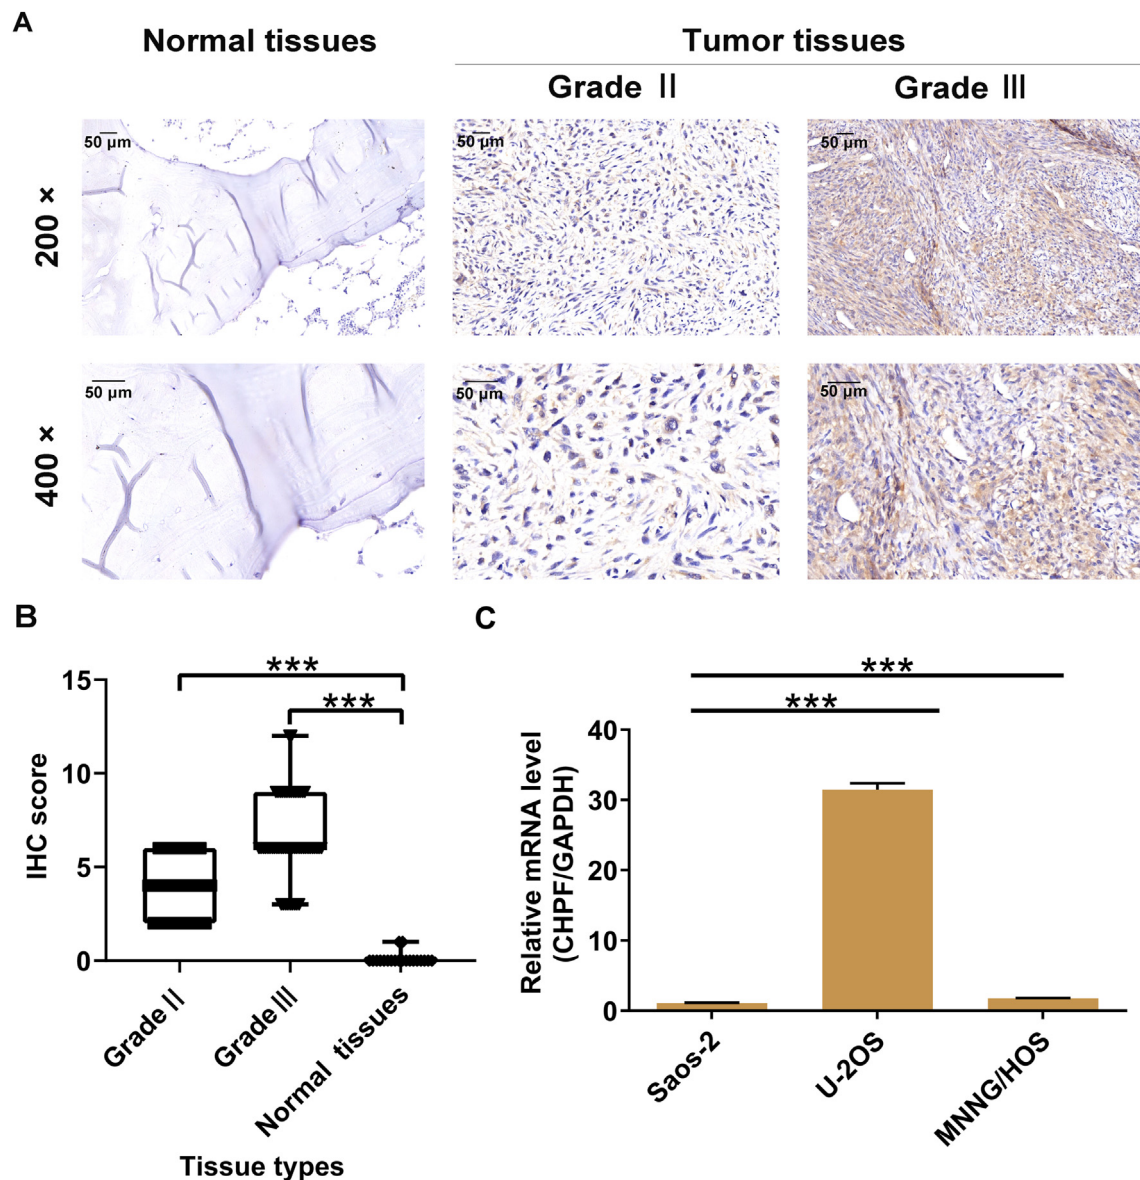 A
Normal tissues
Tumor tissues
Grade Ⅱ
Grade Ⅲ
200 ×
50 µm
50 µm
50 µm
400 ×
50 µm
50 µm
50 µm
B
IHC score
15
10
5
0
***
***
Grade Ⅱ
Grade Ⅲ
Normal tissues
Tissue types
C
Relative mRNA level
(CHPF/GAPDH)
40
30
20
10
0
***
***
Saos-2
U-2OS
MNNG/HOS